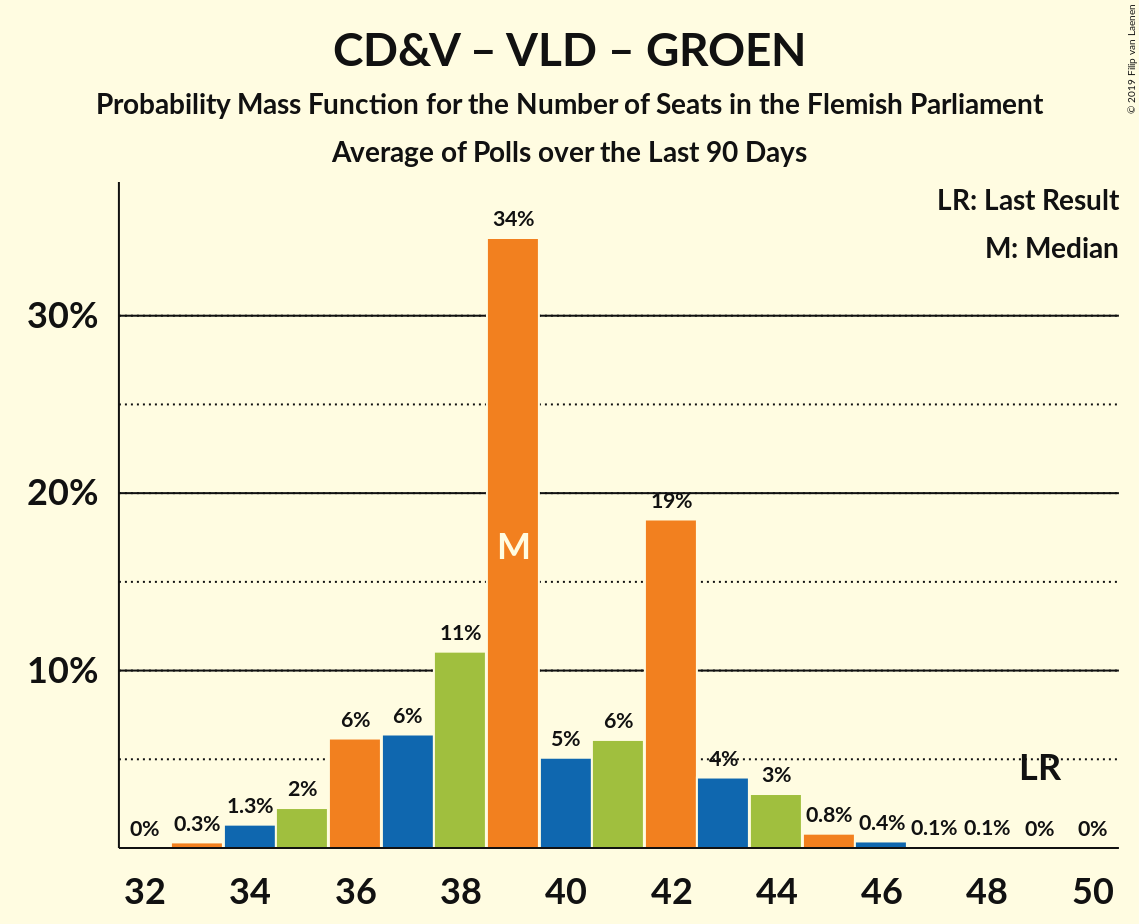 CD&V – VLD – GROEN
Probability Mass Function for the Number of Seats in the Flemish Parliament
Average of Polls over the Last 90 Days
© 2019 Filip van Laenen
LR: Last Result
M: Median
34%
30%
20%
19%
M
11%
10%
6%
6%
5%
6%
4%
LR
3%
2%
1.3%
0.8%
0.4%
0%
0.3%
0.1%
0.1%
0%
0%
32 34 36 38 40 42 44 46 48 50